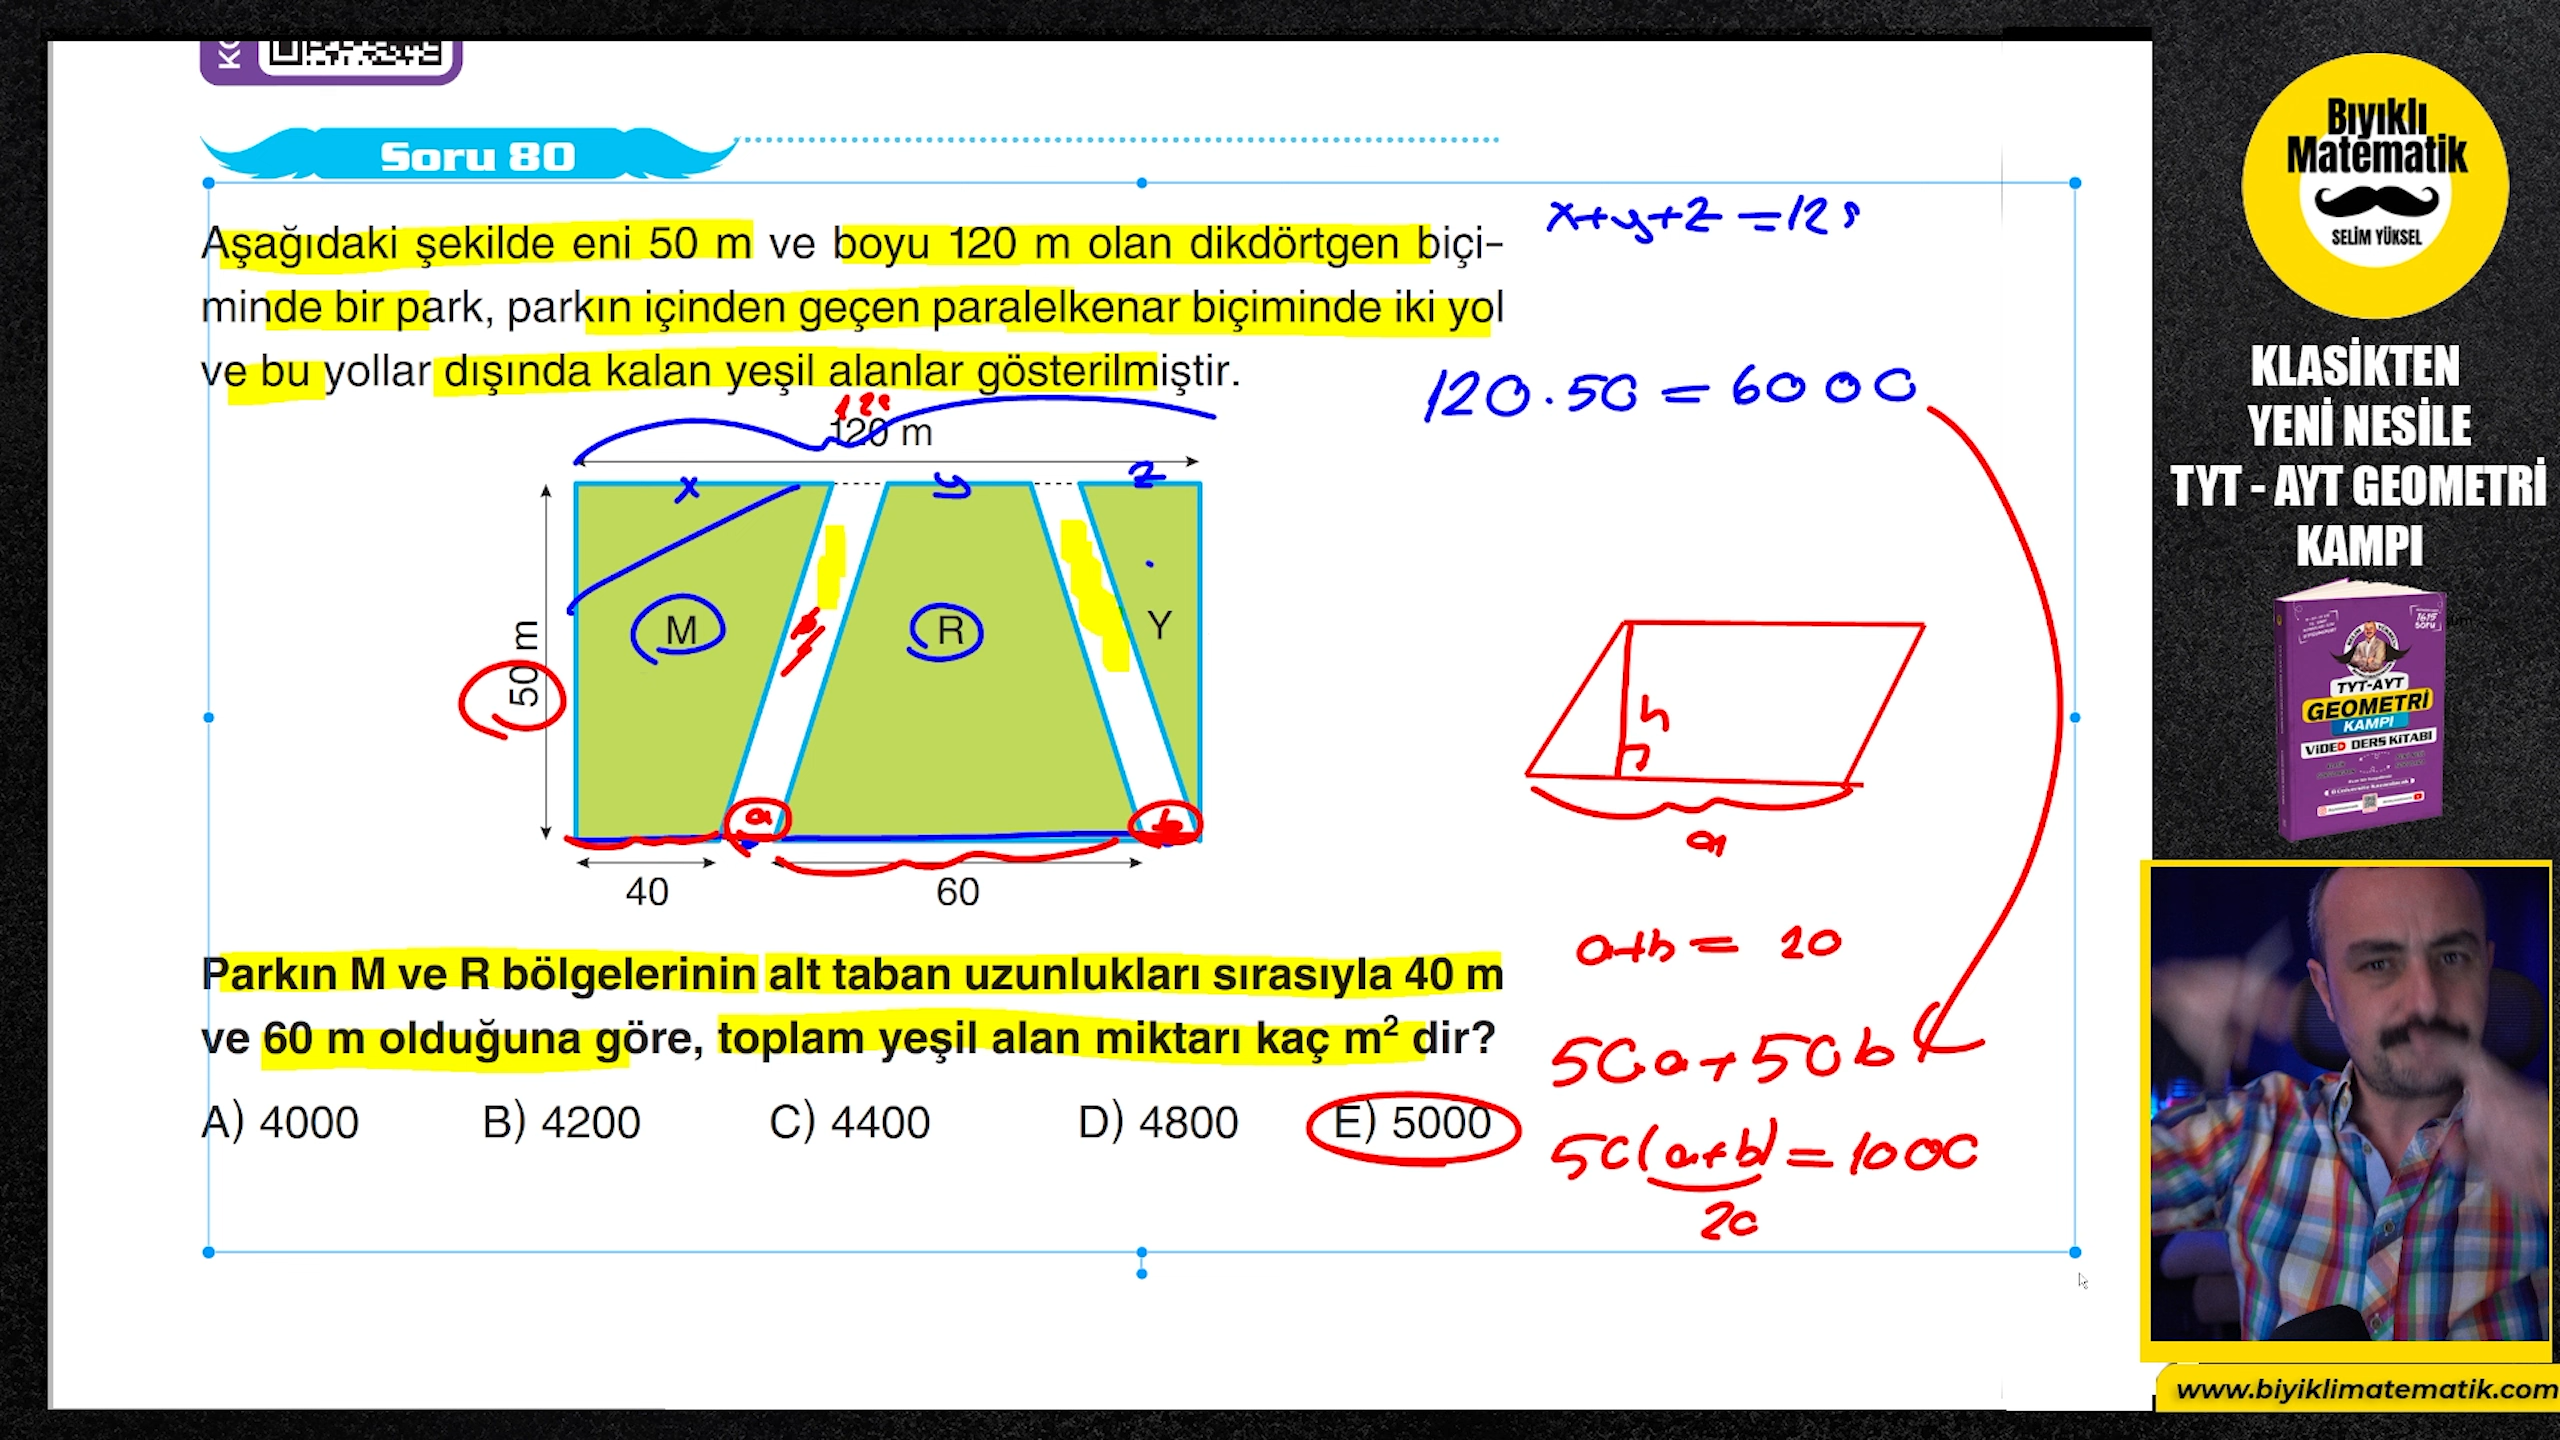 Soru 80
Aşağıdaki şekilde eni 50 m ve boyu 120 m olan dikdörtgen biçi-
minde bir park, parkın içinden geçen paralelkenar biçiminde iki yol
ve bu yollar dışında kalan yeşil alanlar gösterilmiştir.
120 m
x
y
z
50 m
M
R
Y
a
b
40
60
Parkın M ve R bölgelerinin alt taban uzunlukları sırasıyla 40 m
ve 60 m olduğuna göre, toplam yeşil alan miktarı kaç m² dir?
A) 4000
B) 4200
C) 4400
D) 4800
E) 5000
x+y+z =12
120.50 = 6000
h
a
a+b = 20
50a+50b
50(a+b)=1000
20
Bıyıklı
Matematik
SELİM YÜKSEL
KLASİKTEN
YENİ NESİLE
TYT - AYT GEOMETRİ
KAMPI
TYT-AYT
GEOMETRİ
KAMPI
VİDEO DERS KİTABI
www.biyiklimatematik.com